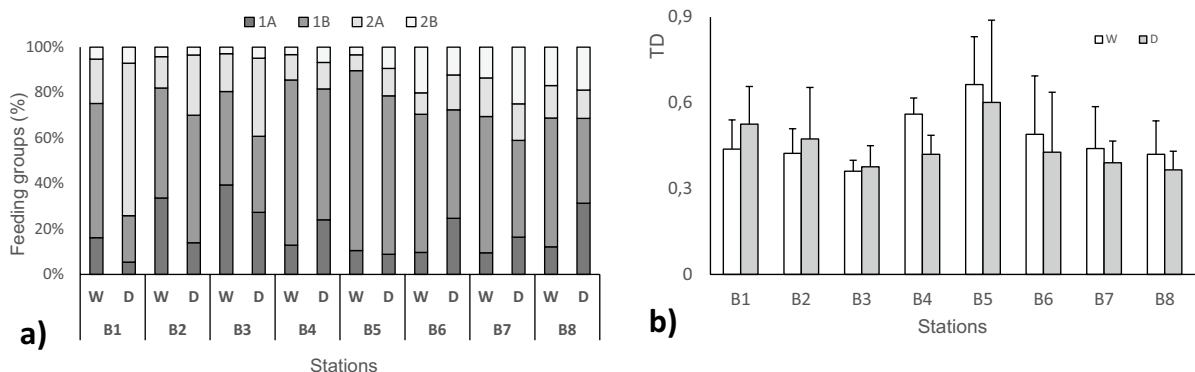 1A 1B 2A 2B
Feeding groups (%)
100%
80%
60%
40%
20%
0%
W D W D W D W D W D W D W D W D
B1 B2 B3 B4 B5 B6 B7 B8
a)
Stations
TD
0,9
0,6
0,3
0
W D
B1 B2 B3 B4 B5 B6 B7 B8
b)
Stations